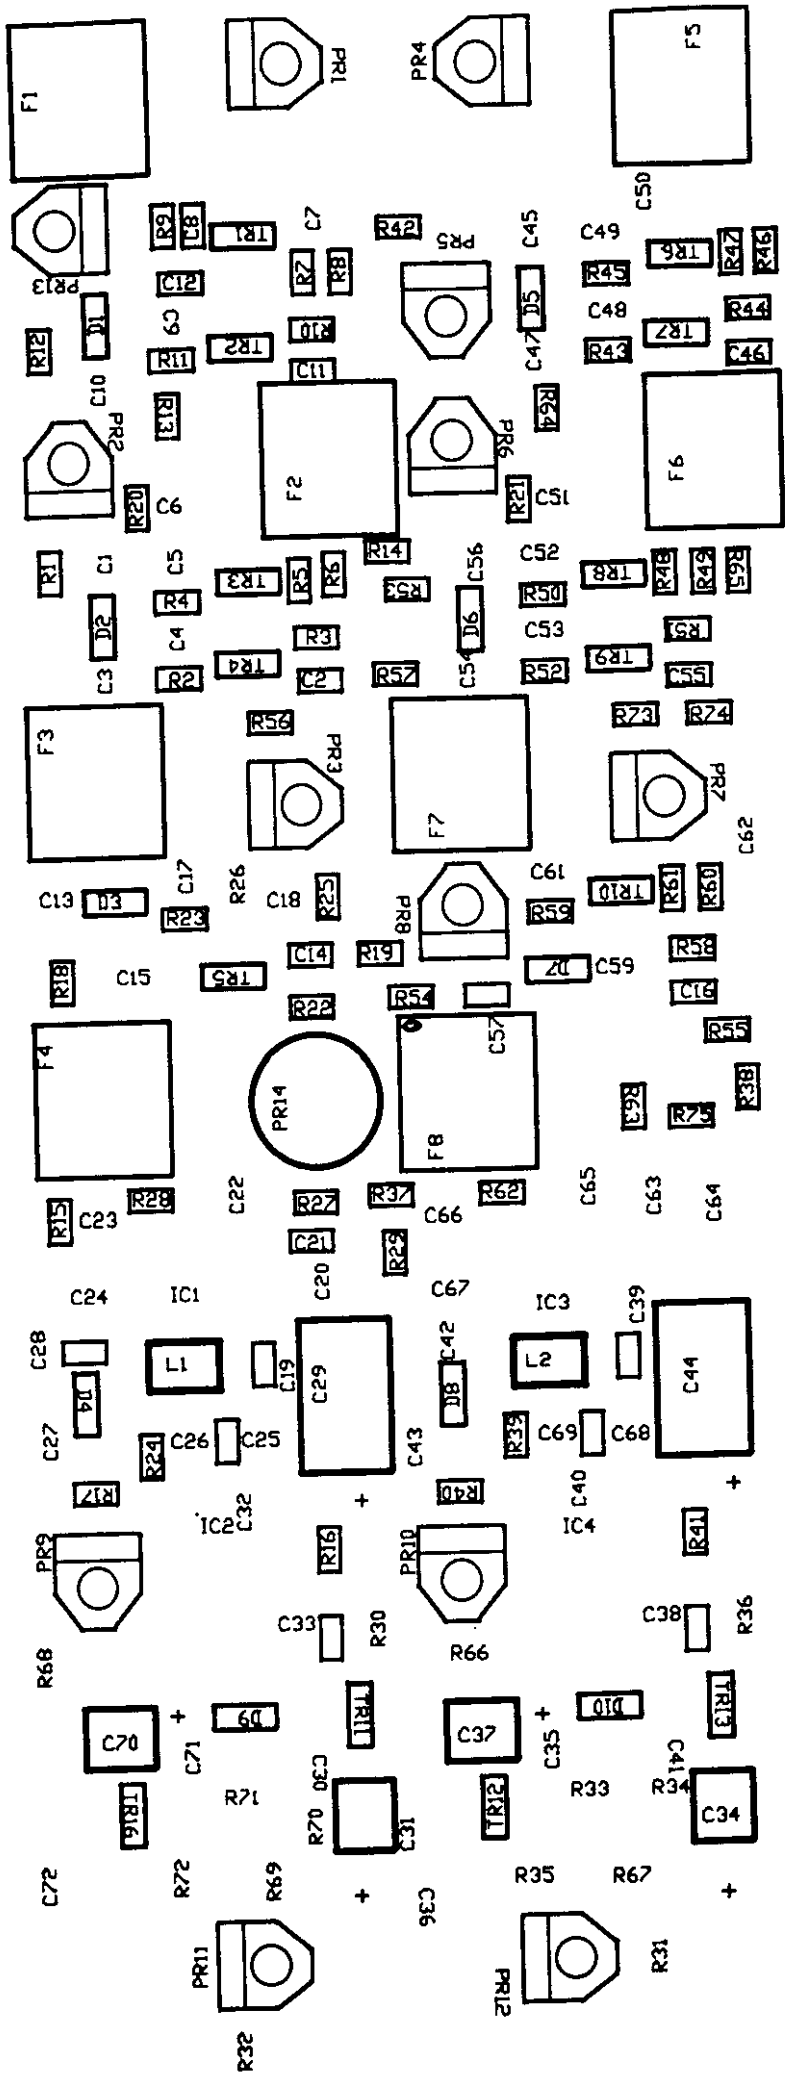 F1
PR1
PR4
F5
C50
R9
C8
TR1
C7
R42
PR5
C45
C49
TR6
R47
R46
PR13
C12
R7
R8
D5
R45
D1
C9
R10
C48
TR7
R44
R12
R11
TR2
C11
C47
R43
C46
C10
R13
PR2
F2
PR6
R64
F6
R20
C6
R21
C51
R1
C1
C5
TR3
R5
R6
R14
C56
C52
TR8
R48
R49
R65
D2
R4
R53
D6
R50
C4
R3
C53
R51
C3
R2
TR4
C2
R57
C54
R52
TR9
C55
F3
R56
PR3
F7
R73
R74
PR7
C62
C13
D3
C17
R23
R26
C18
R25
PR8
C61
R59
TR10
R61
R60
R18
C15
TR5
C14
R19
D7
C59
R58
C16
R22
R54
C57
R55
F4
PR14
F8
R63
R75
R38
R15
C23
R28
C22
R27
R37
C66
R62
C65
C63
C64
C21
R29
C20
C24
IC1
C67
IC3
C39
C28
L1
C19
C29
C42
L2
C44
D4
D8
C27
R24
C26
C25
C43
R39
C69
C68
R17
C32
+
R40
C40
+
PR9
IC2
R16
PR10
IC4
R41
C33
R30
C38
R36
R68
R66
C70
+
D9
TR11
C37
+
D10
TR13
C71
C30
C35
C41
TR16
R71
R70
C31
TR12
R33
R34
C34
C72
R72
R69
+
C36
R35
R67
+
PR11
PR12
R31
R32